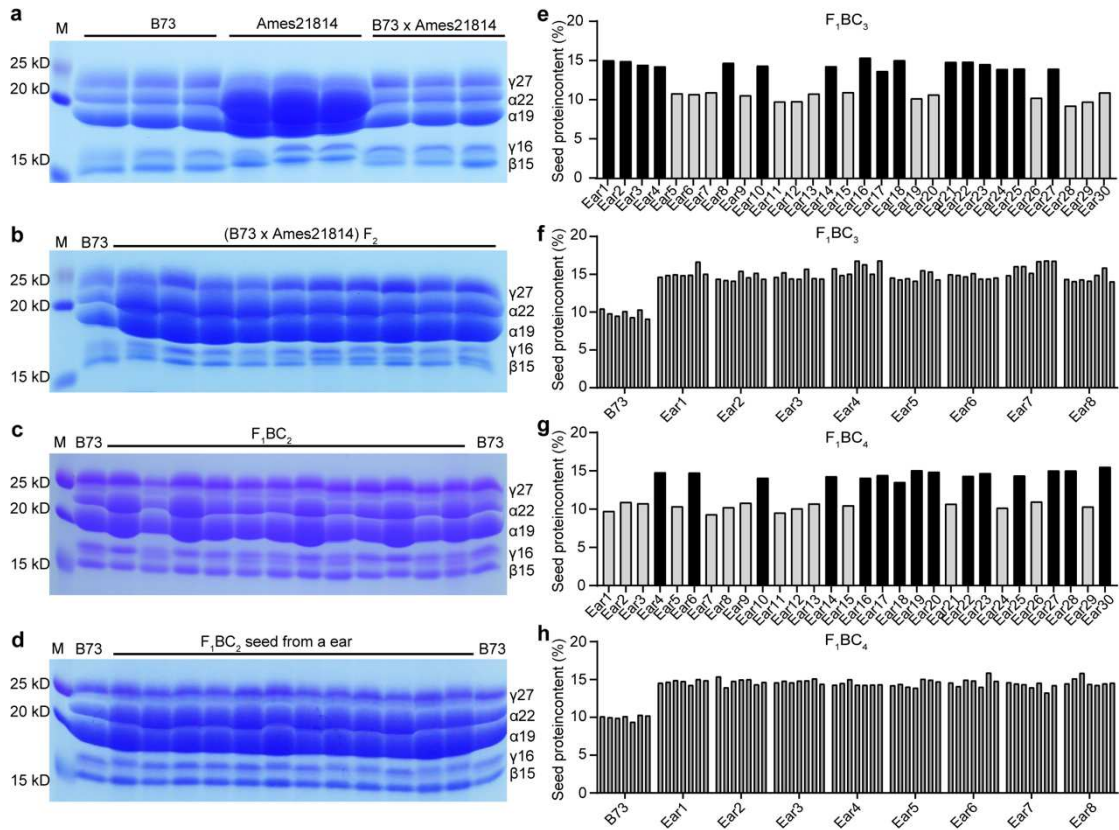 a
M B73 Ames21814 B73 x Ames21814
25 kD
20 kD
15 kD
γ27
α22
α19
γ16
β15
b
M B73 (B73 x Ames21814) F₂
25 kD
20 kD
15 kD
γ27
α22
α19
γ16
β15
c
M B73 F₁BC₂ B73
25 kD
20 kD
15 kD
γ27
α22
α19
γ16
β15
d
M B73 F₁BC₂ seed from a ear B73
25 kD
20 kD
15 kD
γ27
α22
α19
γ16
β15
e
F₁BC₃
Seed proteincontent (%)
20
15
10
5
0
Ear1 Ear2 Ear3 Ear4 Ear5 Ear6 Ear7 Ear8 Ear9 Ear10 Ear11 Ear12 Ear13 Ear14 Ear15 Ear16 Ear17 Ear18 Ear19 Ear20 Ear21 Ear22 Ear23 Ear24 Ear25 Ear26 Ear27 Ear28 Ear29 Ear30
f
F₁BC₃
Seed proteincontent (%)
20
15
10
5
0
B73 Ear1 Ear2 Ear3 Ear4 Ear5 Ear6 Ear7 Ear8
g
F₁BC₄
Seed proteincontent (%)
20
15
10
5
0
Ear1 Ear2 Ear3 Ear4 Ear5 Ear6 Ear7 Ear8 Ear9 Ear10 Ear11 Ear12 Ear13 Ear14 Ear15 Ear16 Ear17 Ear18 Ear19 Ear20 Ear21 Ear22 Ear23 Ear24 Ear25 Ear26 Ear27 Ear28 Ear29 Ear30
h
F₁BC₄
Seed proteincontent (%)
20
15
10
5
0
B73 Ear1 Ear2 Ear3 Ear4 Ear5 Ear6 Ear7 Ear8